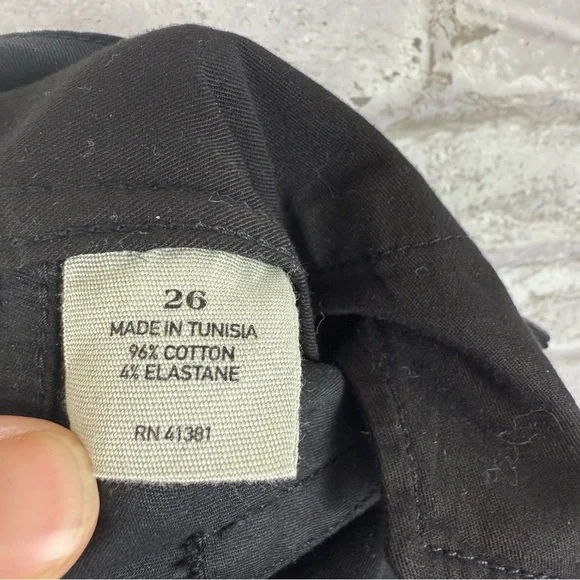 26
MADE IN TUNISIA
96% COTTON
4% ELASTANE
RN 41381